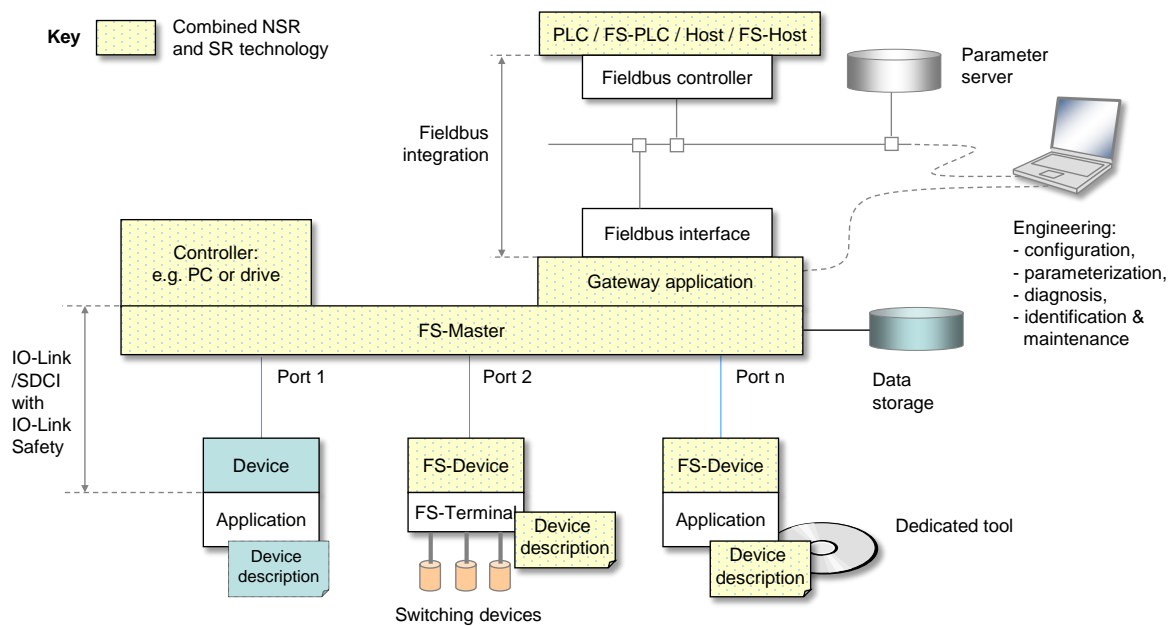 Key
Combined NSR
and SR technology
PLC / FS-PLC / Host / FS-Host
Fieldbus controller
Parameter
server
Fieldbus
integration
Fieldbus interface
Controller:
e.g. PC or drive
Gateway application
FS-Master
Engineering:
- configuration,
- parameterization,
- diagnosis,
- identification &
maintenance
IO-Link
/SDCI
with
IO-Link
Safety
Port 1
Port 2
Port n
Data
storage
Device
Application
Device
description
FS-Device
FS-Terminal
Device
description
Switching devices
FS-Device
Application
Device
description
Dedicated tool